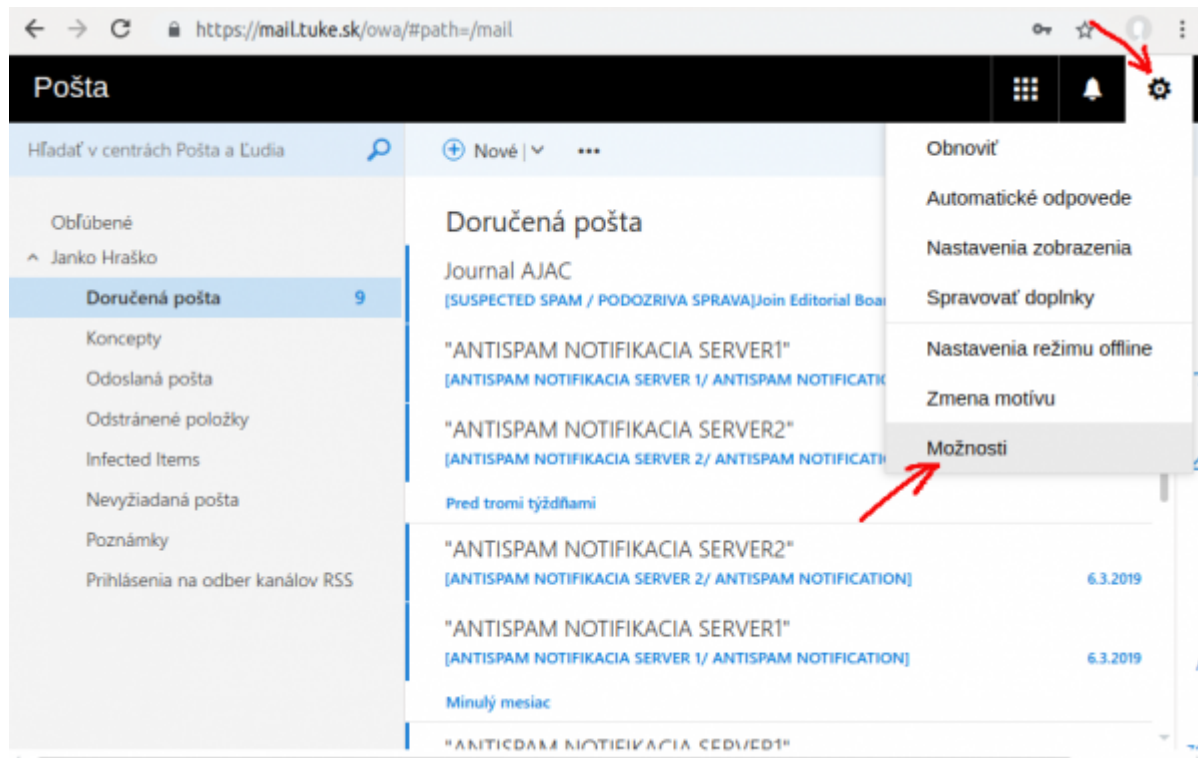 https://mail.tuke.sk/owa/#path=/mail
Pošta
Hľadať v centrách Pošta a Ľudia
Nové
Obľúbené
Janko Hraško
Doručená pošta 9
Koncepty
Odoslaná pošta
Odstránené položky
Infected Items
Nevyžiadaná pošta
Poznámky
Prihlásenia na odber kanálov RSS
Doručená pošta
Journal AJAC
[SUSPECTED SPAM / PODOZRIVA SPRAVA]Join Editorial
"ANTISPAM NOTIFIKACIA SERVER1"
[ANTISPAM NOTIFIKACIA SERVER 1/ ANTISPAM
"ANTISPAM NOTIFIKACIA SERVER2"
[ANTISPAM NOTIFIKACIA SERVER 2/ ANTISPAM
Pred tromi týždňami
"ANTISPAM NOTIFIKACIA SERVER2"
[ANTISPAM NOTIFIKACIA SERVER 2/ ANTISPAM NOTIFICATION] 6.3.2019
"ANTISPAM NOTIFIKACIA SERVER1"
[ANTISPAM NOTIFIKACIA SERVER 1/ ANTISPAM NOTIFICATION] 6.3.2019
Minulý mesiac
"ANTISPAM NOTIFIKACIA SERVER1"
Obnoviť
Automatické odpovede
Nastavenia zobrazenia
Spravovať doplnky
Nastavenia režimu offline
Zmena motívu
Možnosti